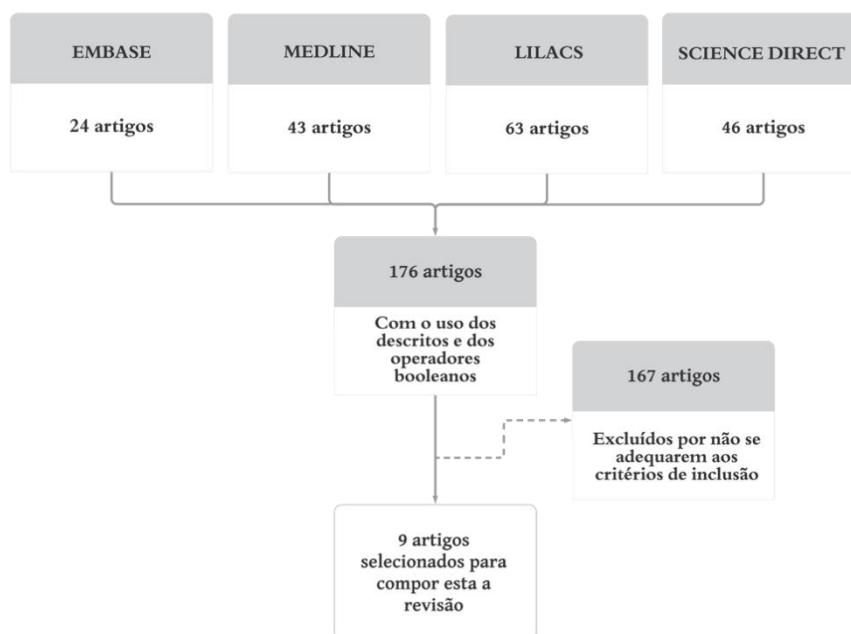 EMBASE
MEDLINE
LILACS
SCIENCE DIRECT
24 artigos
43 artigos
63 artigos
46 artigos
176 artigos
Com o uso dos
descritos e dos
operadores
booleanos
167 artigos
Excluídos por não se
adequarem aos
critérios de inclusão
9 artigos
selecionados para
compor esta a
revisão